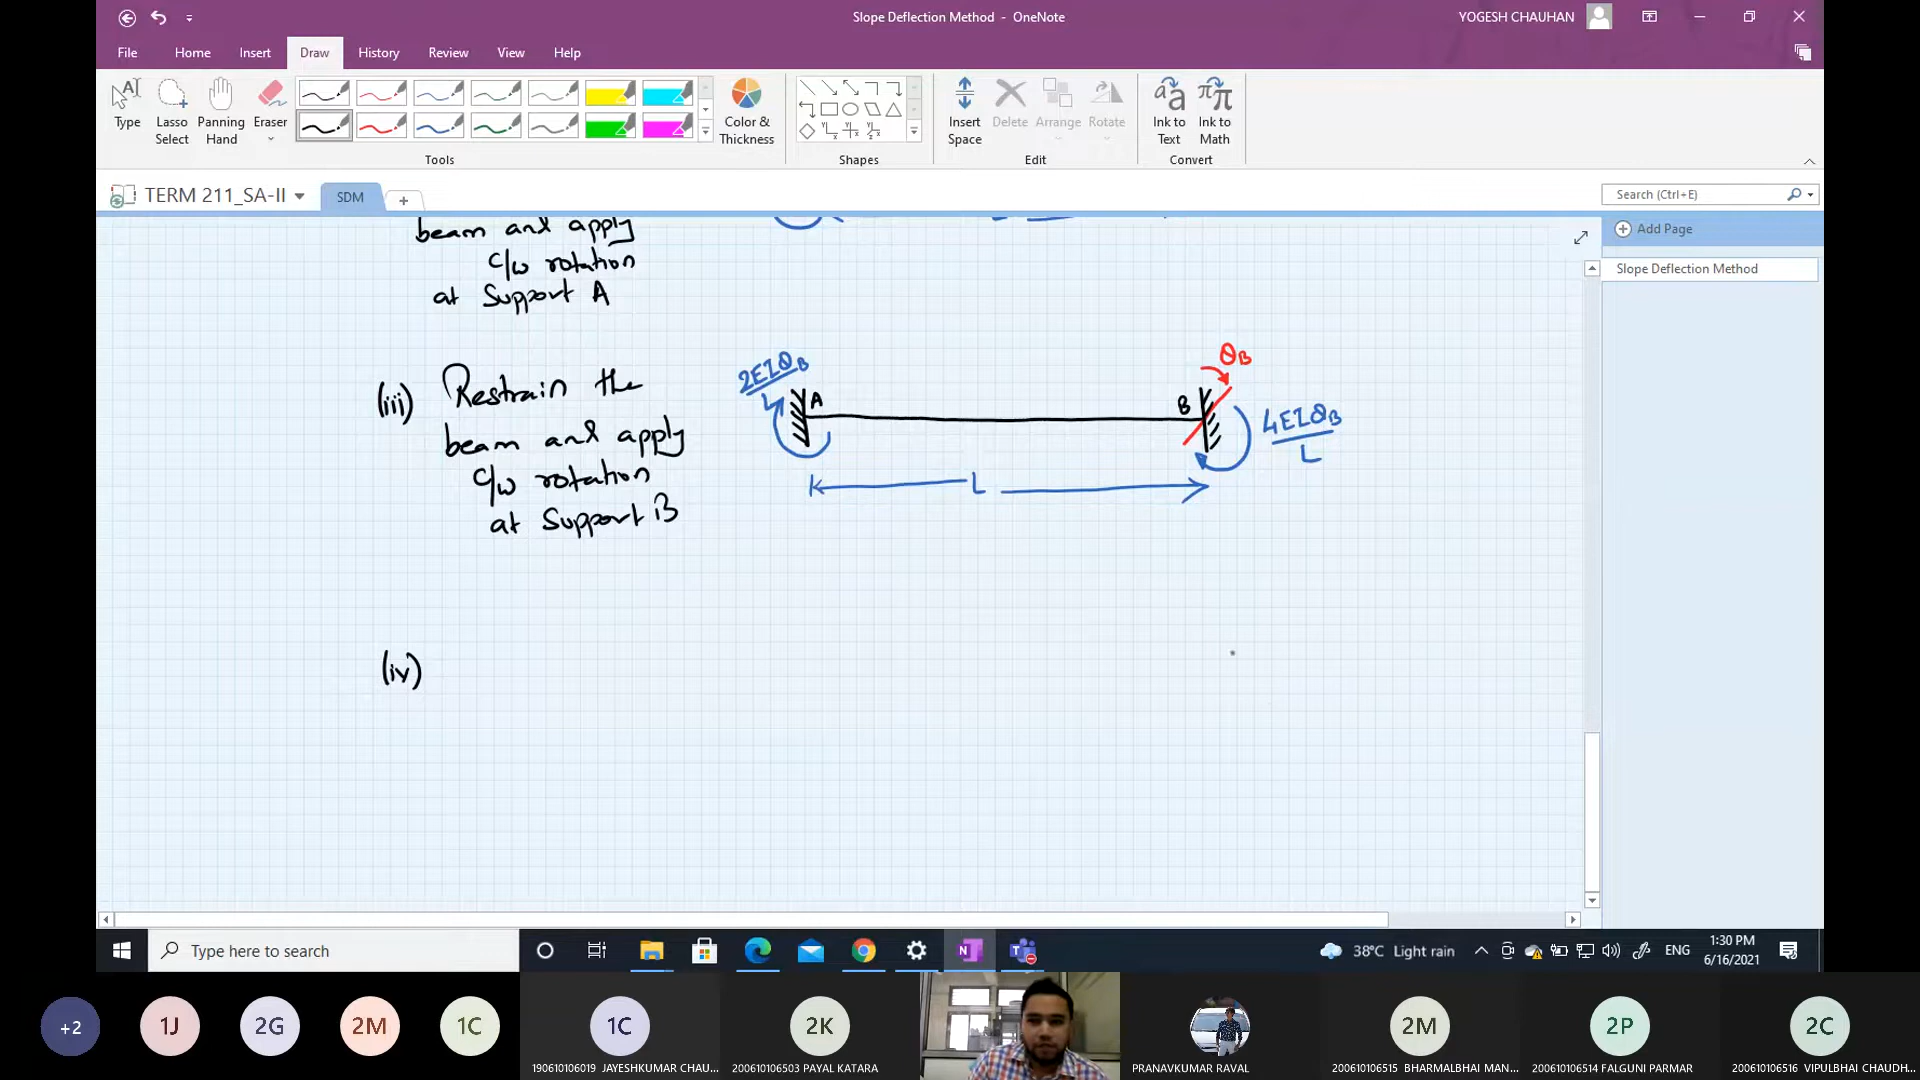 Slope Deflection Method - OneNote
YOGESH CHAUHAN
File Home Insert Draw History Review View Help
Type
Lasso Select
Panning Hand
Eraser
Color & Thickness
Insert Space
Delete
Arrange
Rotate
Ink to Text
Ink to Math
Tools
Shapes
Edit
Convert
TERM 211_SA-II
SDM
Search (Ctrl+E)
Add Page
Slope Deflection Method
beam and apply
c/w rotation
at Support A
(iii) Restrain the
beam and apply
c/w rotation
at Support B
2EIθB
L
A
B
θB
4EIθB
L
L
(iv)
Type here to search
38°C Light rain
ENG
1:30 PM
6/16/2021
+2
1J
2G
2M
1C
1C
2K
2M
2P
2C
190610106019 JAYESHKUMAR CHAU...
200610106503 PAYAL KATARA
PRANAVKUMAR RAVAL
200610106515 BHARMALBHAI MAN...
200610106514 FALGUNI PARMAR
200610106516 VIPULBHAI CHAUDH...